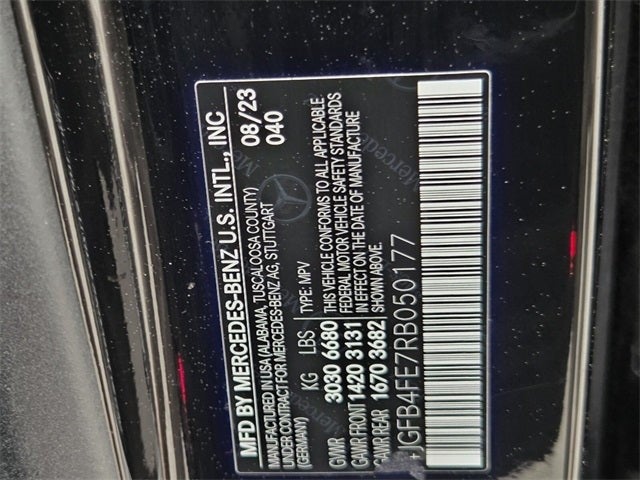 MFD BY MERCEDES-BENZ U.S. INTL., INC
MANUFACTURED IN USA (ALABAMA, TUSCALOOSA COUNTY)
UNDER CONTRACT FOR MERCEDES-BENZ AG, STUTTGART
(GERMANY)
08/23
040
KG LBS TYPE: MPV
GVWR 3030 6680
GAWR FRONT 1420 3131
GAWR REAR 1670 3682
THIS VEHICLE CONFORMS TO ALL APPLICABLE
FEDERAL MOTOR VEHICLE SAFETY STANDARDS
IN EFFECT ON THE DATE OF MANUFACTURE
SHOWN ABOVE
JGFB4FE7RB050177